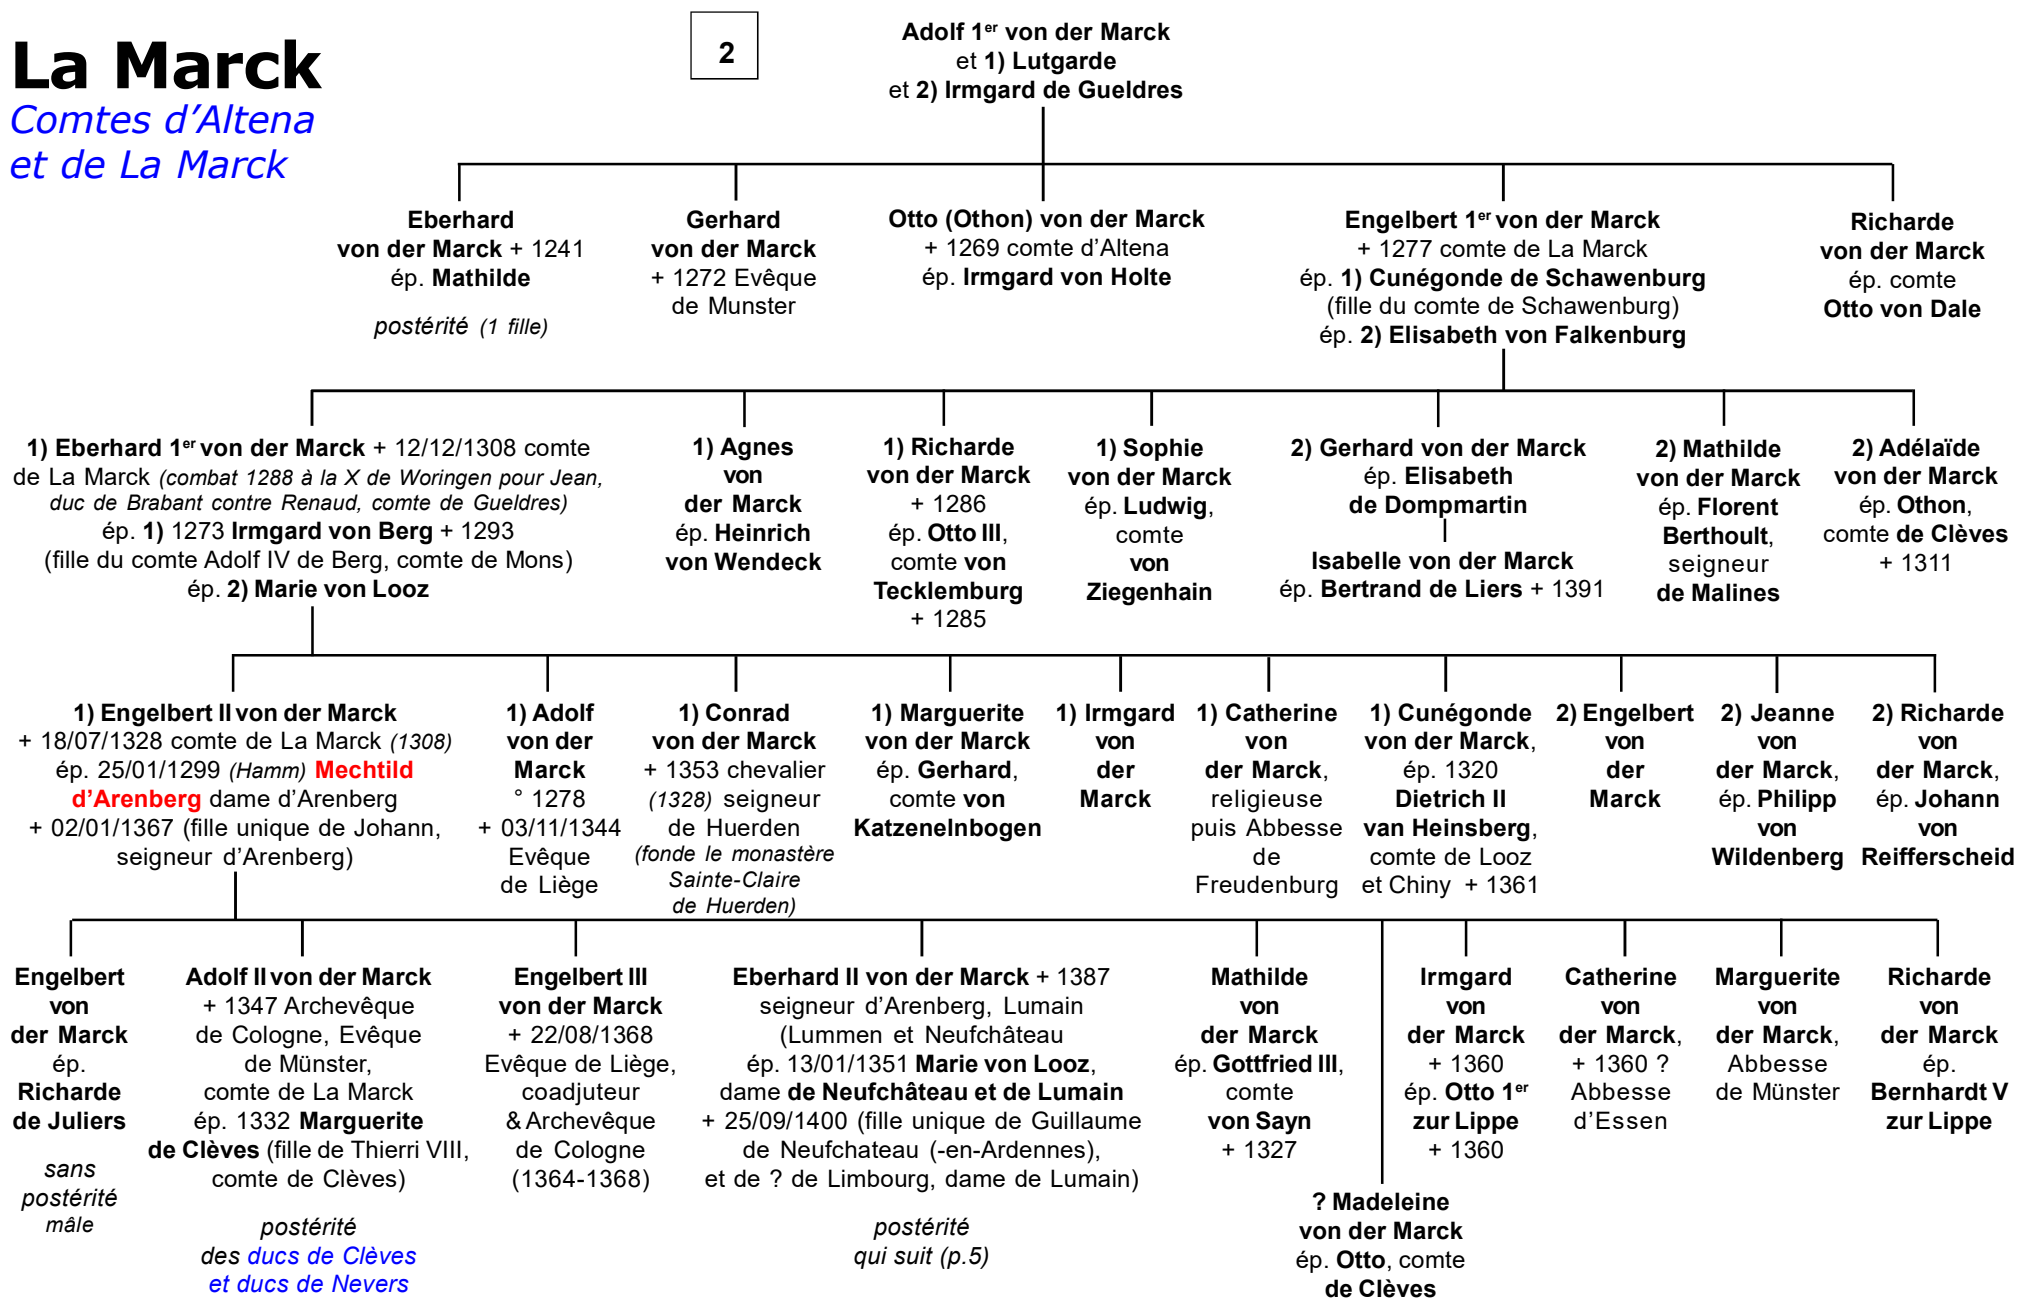 La Marck
Comtes d'Altena
et de La Marck
2
Adolf 1er von der Marck
et 1) Lutgarde
et 2) Irmgard de Gueldres
Eberhard
von der Marck + 1241
ép. Mathilde
postérité (1 fille)
Gerhard
von der Marck
+ 1272 Evêque
de Munster
Otto (Othon) von der Marck
+ 1269 comte d'Altena
ép. Irmgard von Holte
Engelbert 1er von der Marck
+ 1277 comte de La Marck
ép. 1) Cunégonde de Schawenburg
(fille du comte de Schawenburg)
ép. 2) Elisabeth von Falkenburg
Richarde
von der Marck
ép. comte
Otto von Dale
1) Eberhard 1er von der Marck + 12/12/1308 comte
de La Marck (combat 1288 à la X de Woringen pour Jean,
duc de Brabant contre Renaud, comte de Gueldres)
ép. 1) 1273 Irmgard von Berg + 1293
(fille du comte Adolf IV de Berg, comte de Mons)
ép. 2) Marie von Looz
1) Agnes
von
der Marck
ép. Heinrich
von Wendeck
1) Richarde
von der Marck
+ 1286
ép. Otto III,
comte von
Tecklemburg
+ 1285
1) Sophie
von der Marck
ép. Ludwig,
comte
von
Ziegenhain
2) Gerhard von der Marck
ép. Elisabeth
de Dompmartin
Isabelle von der Marck
ép. Bertrand de Liers + 1391
2) Mathilde
von der Marck
ép. Florent
Berthoult,
seigneur
de Malines
2) Adélaïde
von der Marck
ép. Othon,
comte de Clèves
+ 1311
1) Engelbert II von der Marck
+ 18/07/1328 comte de La Marck (1308)
ép. 25/01/1299 (Hamm) Mechtild
d'Arenberg dame d'Arenberg
+ 02/01/1367 (fille unique de Johann,
seigneur d'Arenberg)
1) Adolf
von der
Marck
° 1278
+ 03/11/1344
Evêque
de Liège
1) Conrad
von der Marck
+ 1353 chevalier
(1328) seigneur
de Huerden
(fonde le monastère
Sainte-Claire
de Huerden)
1) Marguerite
von der Marck
ép. Gerhard,
comte von
Katzenelnbogen
1) Irmgard
von
der
Marck
1) Catherine
von
der Marck,
religieuse
puis Abbesse
de
Freudenburg
1) Cunégonde
von der Marck,
ép. 1320
Dietrich II
van Heinsberg,
comte de Looz
et Chiny + 1361
2) Engelbert
von
der
Marck
2) Jeanne
von
der Marck,
ép. Philipp
von
Wildenberg
2) Richarde
von
der Marck,
ép. Johann
von
Reifferscheid
Engelbert
von
der Marck
ép.
Richarde
de Juliers
sans
postérité
mâle
Adolf II von der Marck
+ 1347 Archevêque
de Cologne, Evêque
de Münster,
comte de La Marck
ép. 1332 Marguerite
de Clèves (fille de Thierri VIII,
comte de Clèves)
postérité
des ducs de Clèves
et ducs de Nevers
Engelbert III
von der Marck
+ 22/08/1368
Evêque de Liège,
coadjuteur
& Archevêque
de Cologne
(1364-1368)
Eberhard II von der Marck + 1387
seigneur d'Arenberg, Lumain
(Lummen et Neufchâteau
ép. 13/01/1351 Marie von Looz,
dame de Neufchâteau et de Lumain
+ 25/09/1400 (fille unique de Guillaume
de Neufchateau (-en-Ardennes),
et de ? de Limbourg, dame de Lumain)
postérité
qui suit (p.5)
Mathilde
von
der Marck
ép. Gottfried III,
comte
von Sayn
+ 1327
? Madeleine
von der Marck
ép. Otto, comte
de Clèves
Irmgard
von
der Marck
+ 1360
ép. Otto 1er
zur Lippe
+ 1360
Catherine
von
der Marck,
+ 1360 ?
Abbesse
d'Essen
Marguerite
von
der Marck,
Abbesse
de Münster
Richarde
von
der Marck
ép.
Bernhardt V
zur Lippe